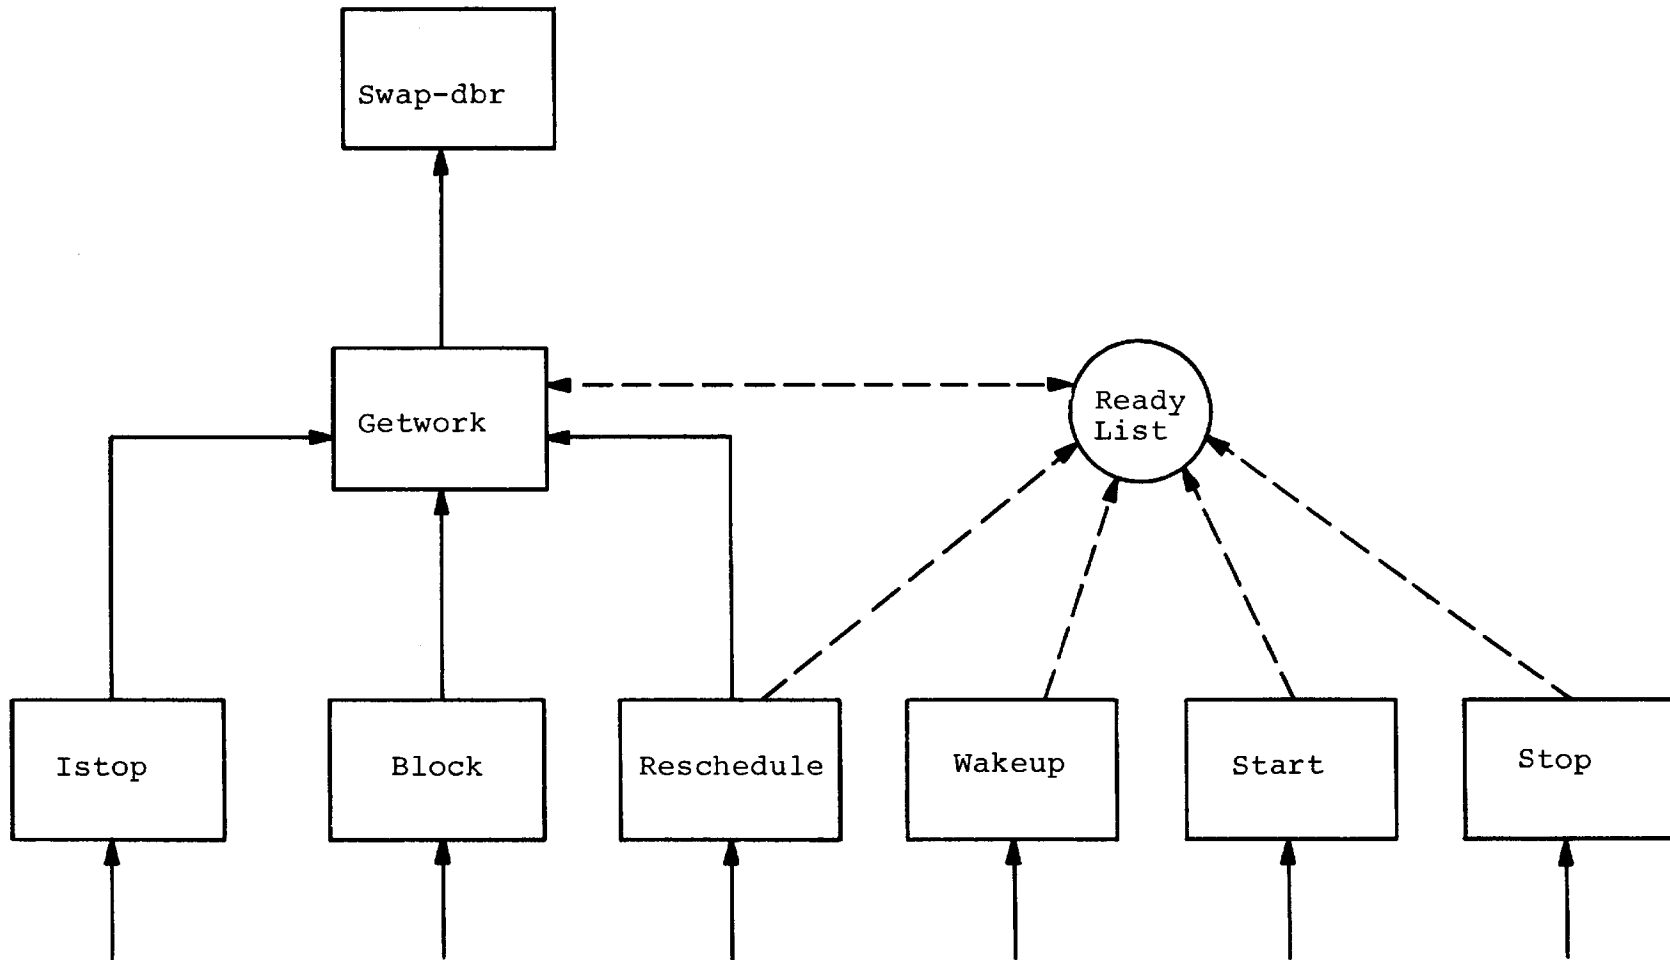 Swap-dbr
Getwork
Ready
List
Istop
Block
Reschedule
Wakeup
Start
Stop